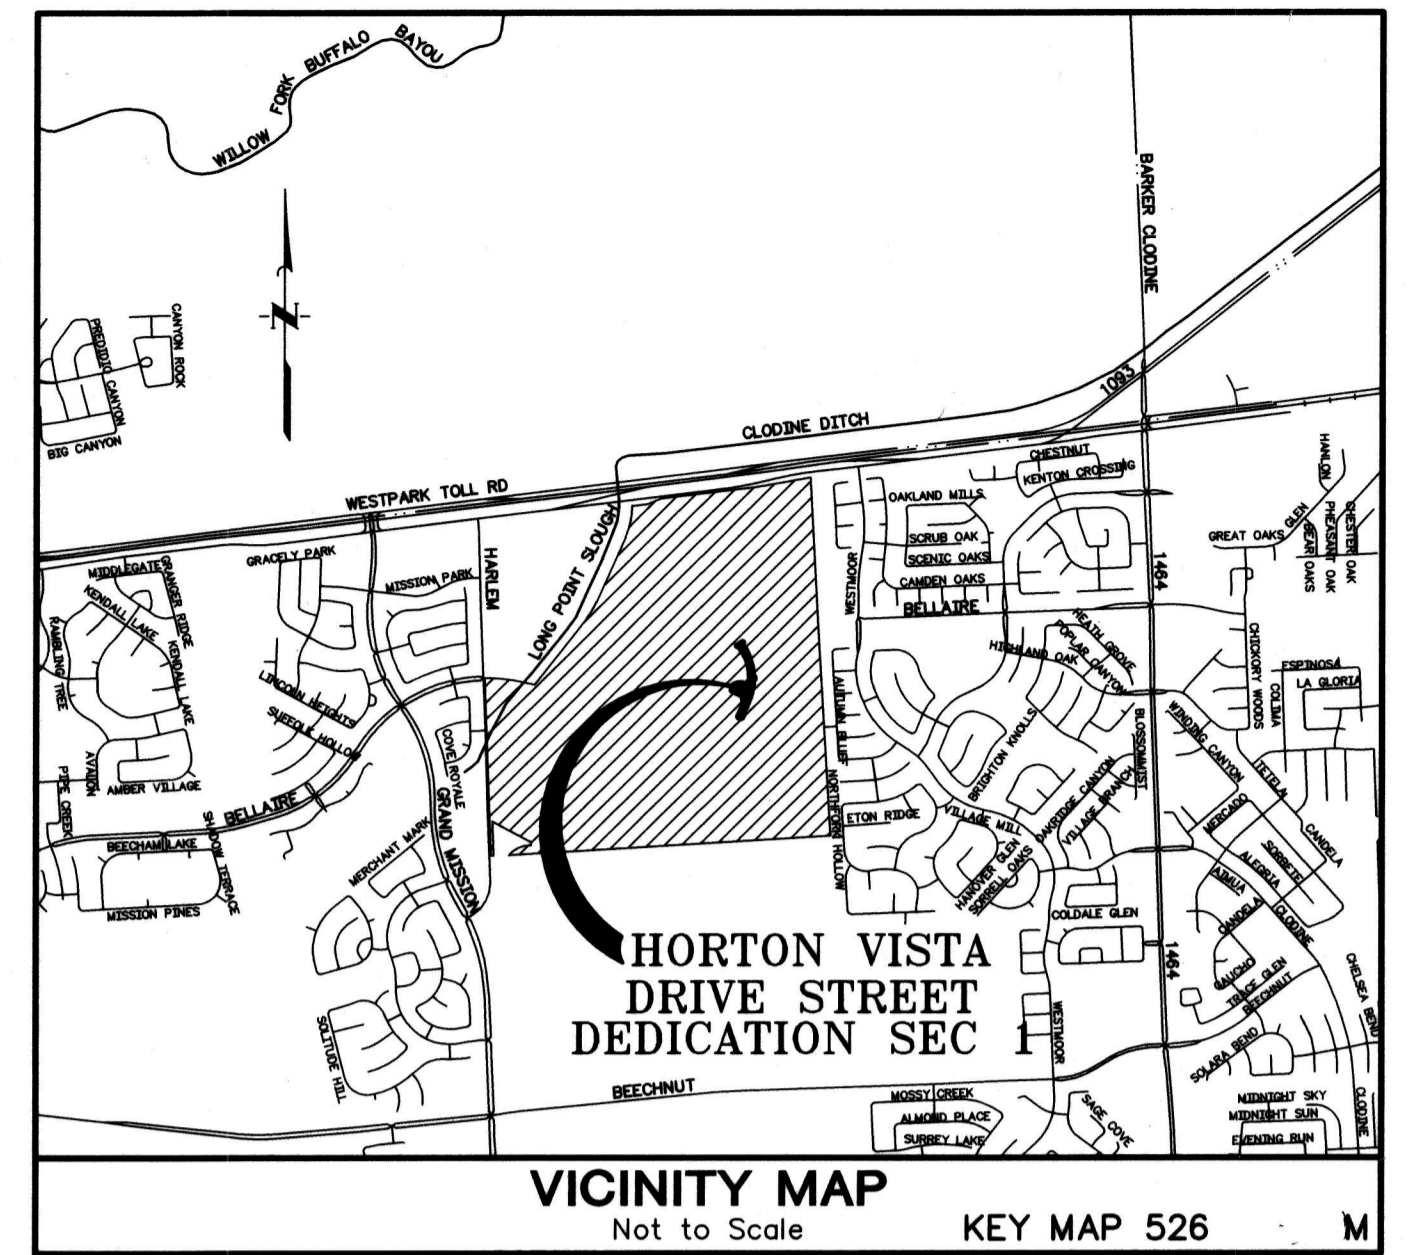 WILLOW FORK BUFFALO BAYOU
N
BARKER CLODINE
CANYON ROCK
PREDIDIO CANYON
BIG CANYON
1093
CLODINE DITCH
WESTPARK TOLL RD
CHESTNUT
KENTON CROSSING
OAKLAND MILLS
SCRUB OAK
SCENIC OAKS
CAMDEN OAKS
BELLAIRE
WESTMOOR
1464
HANLON
GLEN
GREAT OAKS
BEAR OAKS
PHEASANT OAK
CHESTER OAK
LONG POINT SLOUGH
HARLEM
GRACELY PARK
MISSION PARK
MIDDLEGATE
GRANGER RIDGE
KENDALL LAKE
KENDALL LAKE
RAMBLING TREE
LINCOLN HEIGHTS
SUFFOLK HOLLOW
COVE ROYALE
GRAND MISSION
AVALON
PIPE CREEK
AMBER VILLAGE
BELLAIRE
BEECHAM LAKE
SHADOW TERRACE
MISSION PINES
MERCHANT MARK
SOLITUDE HILL
HEATH GROVE
POPLAR CANYON
HIGHLAND OAK
AUTUMN BLUFF
NORTHFORK HOLLOW
BRIGHTON KNOLLS
BLOSSOMMIST
WINDING CANYON
CHICKORY WOODS
COLIMA
ESPINOSA
LA GLORIA
ETON RIDGE
VILLAGE MILL
OAKRIDGE CANYON
VILLAGE BRANCH
HANOVER GLEN
SORRELL OAKS
TETELA
MERCADO
CANDELA
SORBETE
ALEGRIA
AIMUA
CANDELA
CLODINE
COLDALE GLEN
1464
GAUCHO
TRACE GLEN
BEECHNUT
CHELSEA BEND
SOLARA BEND
WESTMOOR
HORTON VISTA
DRIVE STREET
DEDICATION SEC 1
BEECHNUT
MOSSY CREEK
ALMOND PLACE
SURREY LAKE
SAGE COVE
MIDNIGHT SKY
MIDNIGHT SUN
EVENING RUN
CLODINE
VICINITY MAP
Not to Scale
KEY MAP 526 M